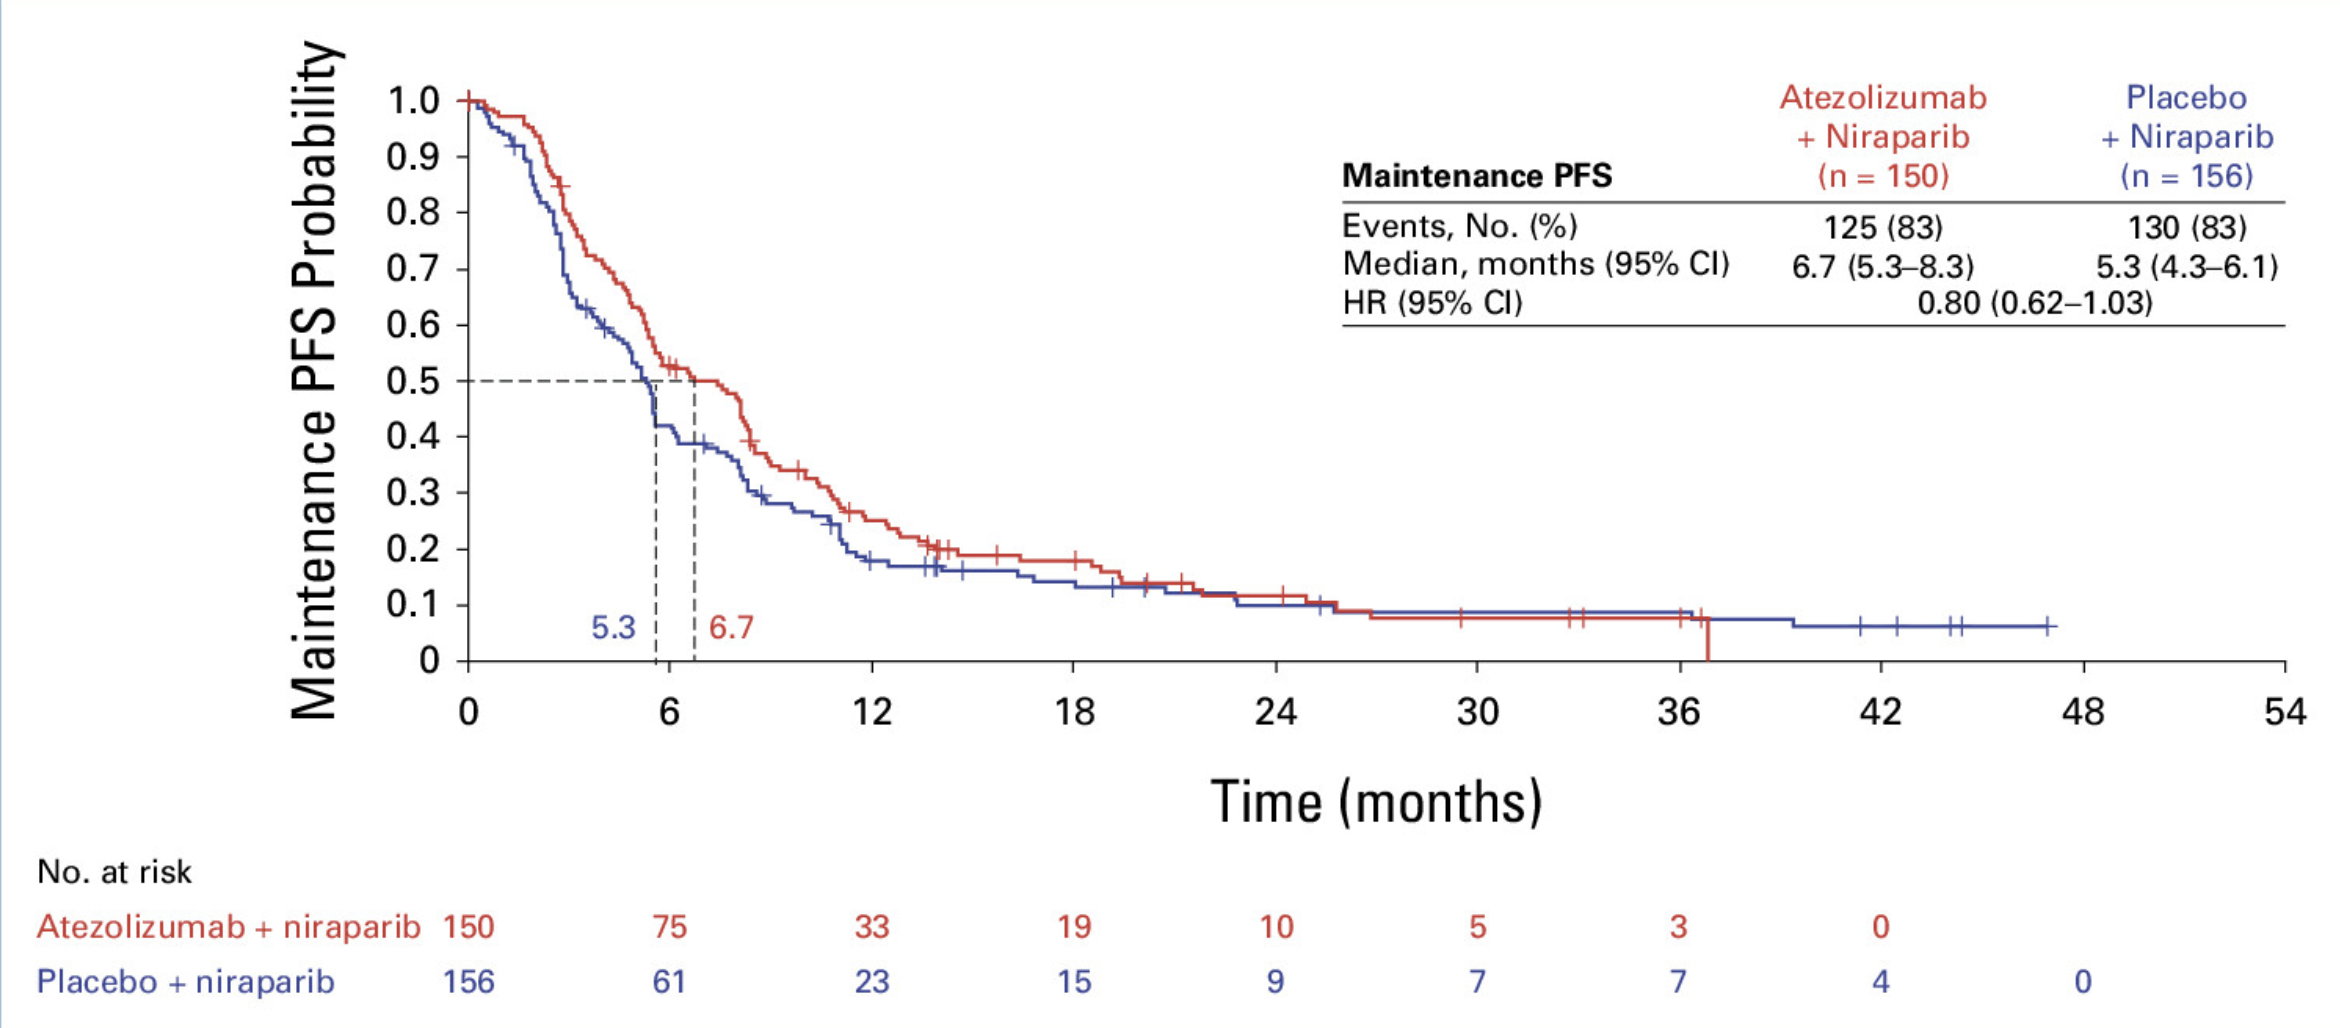 Maintenance PFS Probability
1.0
0.9
0.8
0.7
0.6
0.5
0.4
0.3
0.2
0.1
0
5.3
6.7
0 6 12 18 24 30 36 42 48 54
Time (months)
Atezolizumab Placebo
+ Niraparib + Niraparib
Maintenance PFS (n = 150) (n = 156)
Events, No. (%) 125 (83) 130 (83)
Median, months (95% CI) 6.7 (5.3–8.3) 5.3 (4.3–6.1)
HR (95% CI) 0.80 (0.62–1.03)
No. at risk
Atezolizumab + niraparib 150 75 33 19 10 5 3 0
Placebo + niraparib 156 61 23 15 9 7 7 4 0